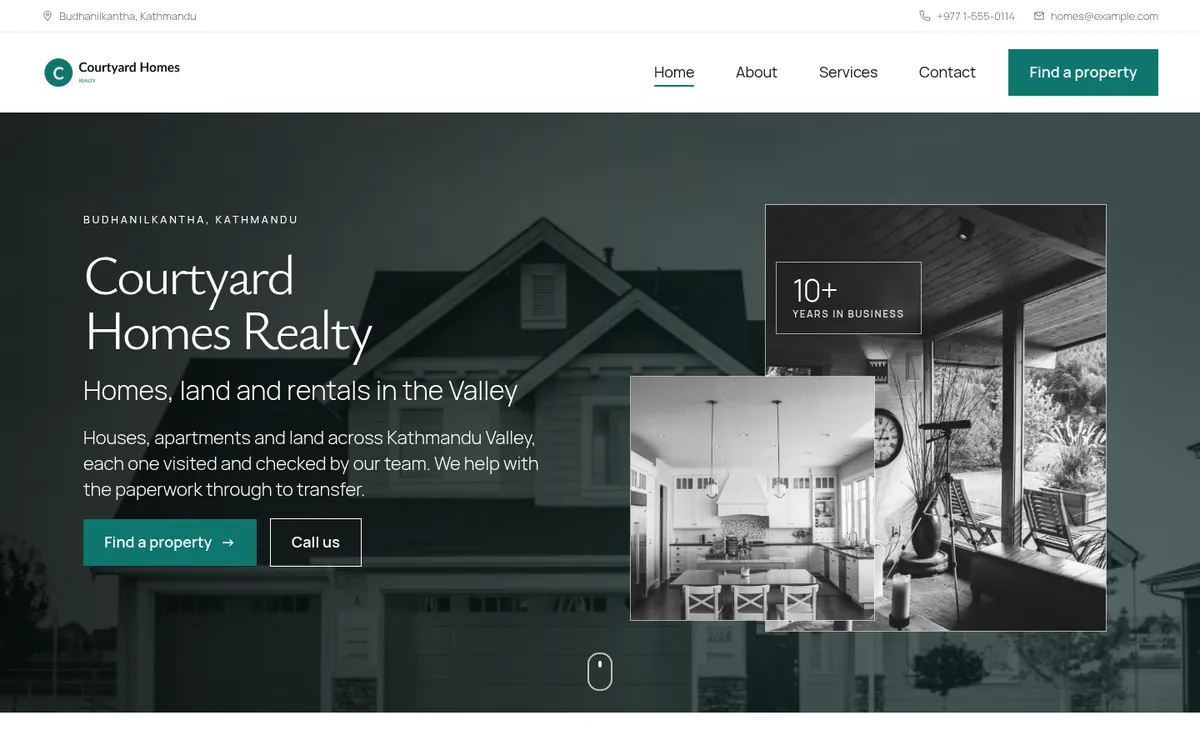 Budhanilkantha, Kathmandu
+977 1-555-0114
homes@example.com
C
Courtyard Homes
REALTY
Home
About
Services
Contact
Find a property
BUDHANILKANTHA, KATHMANDU
Courtyard
Homes Realty
Homes, land and rentals in the Valley
Houses, apartments and land across Kathmandu Valley,
each one visited and checked by our team. We help with
the paperwork through to transfer.
Find a property →
Call us
10+
YEARS IN BUSINESS